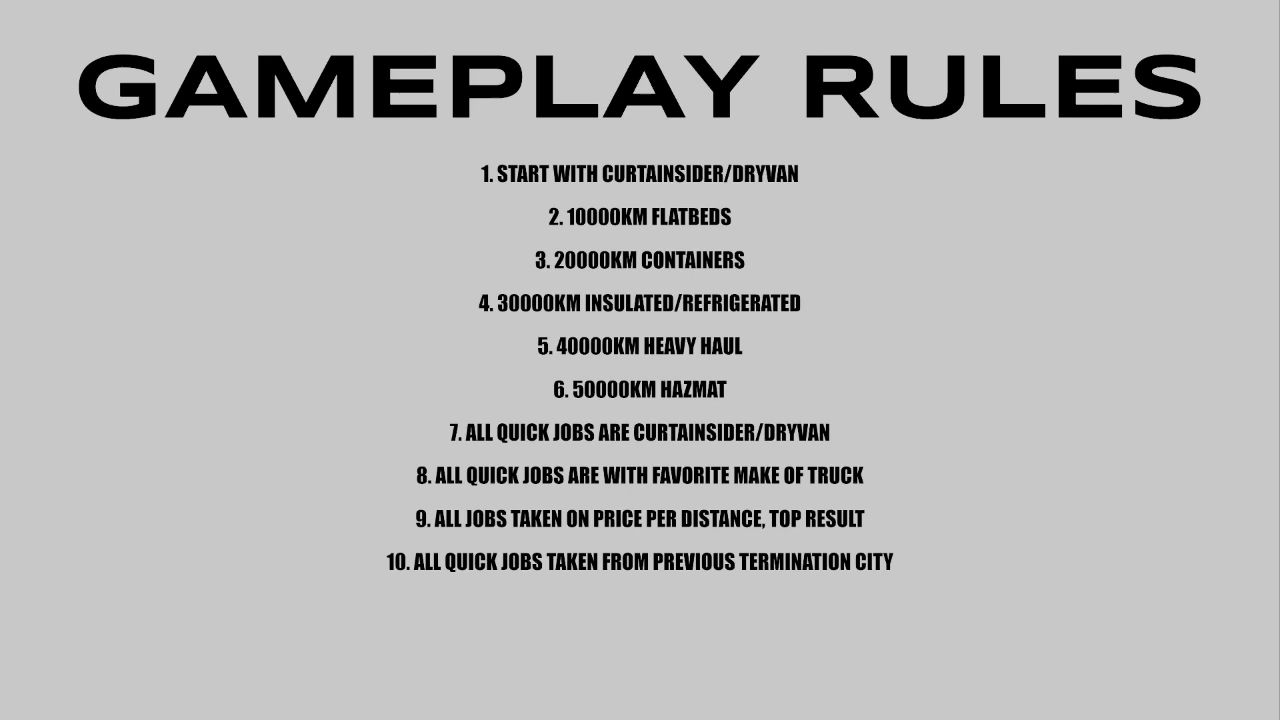 GAMEPLAY RULES
1. START WITH CURTAINSIDER/DRYVAN
2. 10000KM FLATBEDS
3. 20000KM CONTAINERS
4. 30000KM INSULATED/REFRIGERATED
5. 40000KM HEAVY HAUL
6. 50000KM HAZMAT
7. ALL QUICK JOBS ARE CURTAINSIDER/DRYVAN
8. ALL QUICK JOBS ARE WITH FAVORITE MAKE OF TRUCK
9. ALL JOBS TAKEN ON PRICE PER DISTANCE, TOP RESULT
10. ALL QUICK JOBS TAKEN FROM PREVIOUS TERMINATION CITY